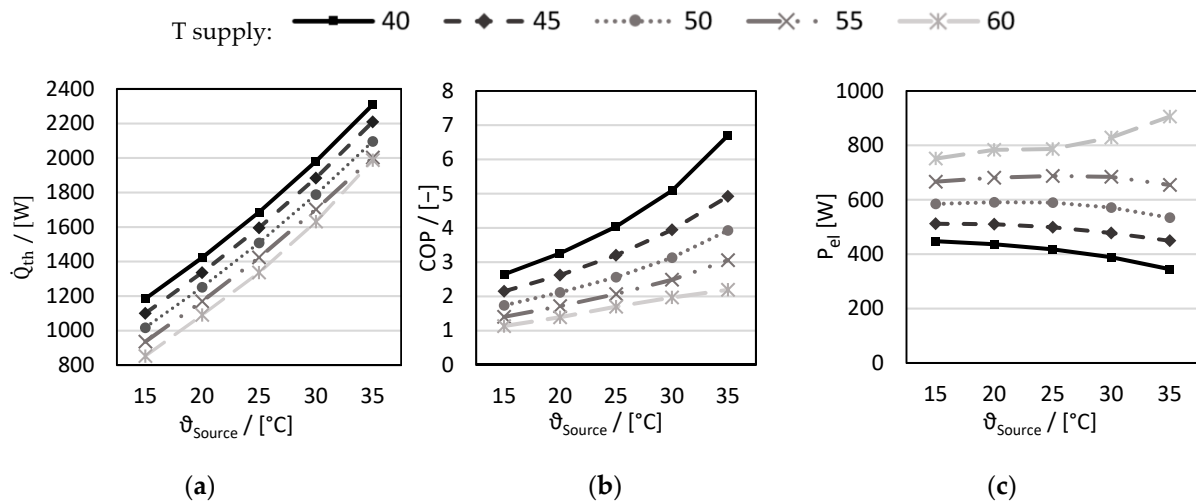 T supply: 40 45 50 55 60
2400
2200
2000
1800
1600
1400
1200
1000
800
Q̇th / [W]
15 20 25 30 35
ϑSource / [°C]
(a)
8
7
6
5
4
3
2
1
0
COP / [–]
15 20 25 30 35
ϑSource / [°C]
(b)
1000
800
600
400
200
0
Pel [W]
15 20 25 30 35
ϑSource / [°C]
(c)